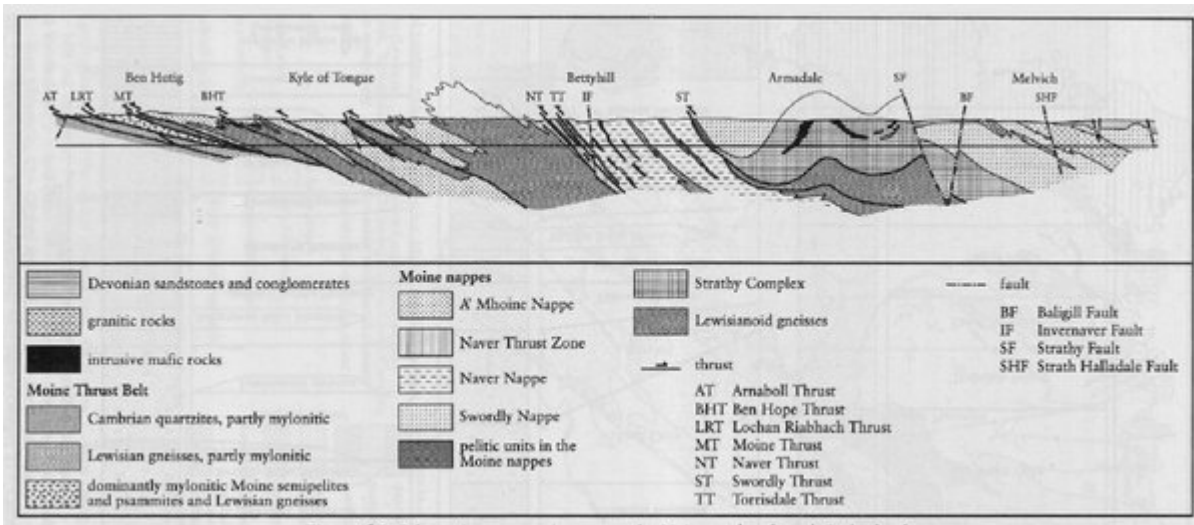 Ben Hutig Kyle of Tongue Bettyhill Armadale SF Melvich
AT LRT MT BHT NT TT IF ST BF SHF
Devonian sandstones and conglomerates
granitic rocks
intrusive mafic rocks
Moine Thrust Belt
Cambrian quartzites, partly mylonitic
Lewisian gneisses, partly mylonitic
dominantly mylonitic Moine semipelites
and psammites and Lewisian gneisses
Moine nappes
A' Mhoine Nappe
Naver Thrust Zone
Naver Nappe
Swordly Nappe
pelitic units in the
Moine nappes
Strathy Complex
Lewisianoid gneisses
thrust
AT Arnaboll Thrust
BHT Ben Hope Thrust
LRT Lochan Riabhach Thrust
MT Moine Thrust
NT Naver Thrust
ST Swordly Thrust
TT Torrisdale Thrust
fault
BF Baligill Fault
IF Invernaver Fault
SF Strathy Fault
SHF Strath Halladale Fault